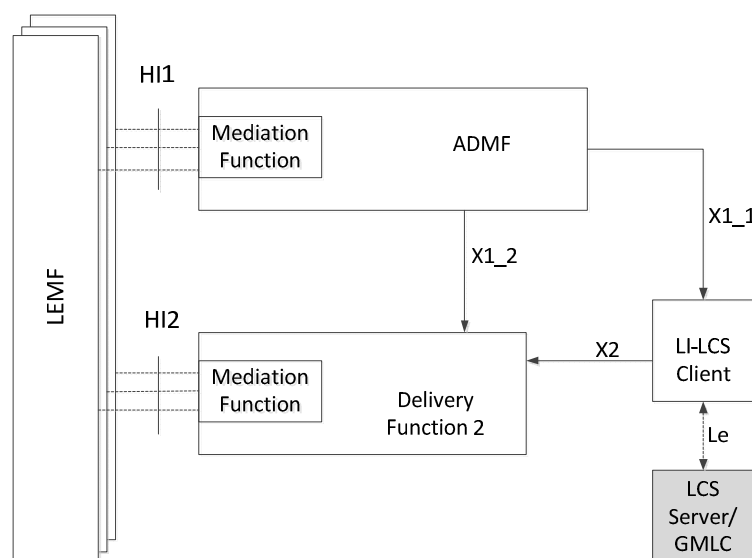 HI1
Mediation
Function
ADMF
X1_1
X1_2
LEMF
HI2
Mediation
Function
Delivery
Function 2
X2
LI-LCS
Client
Le
LCS
Server/
GMLC